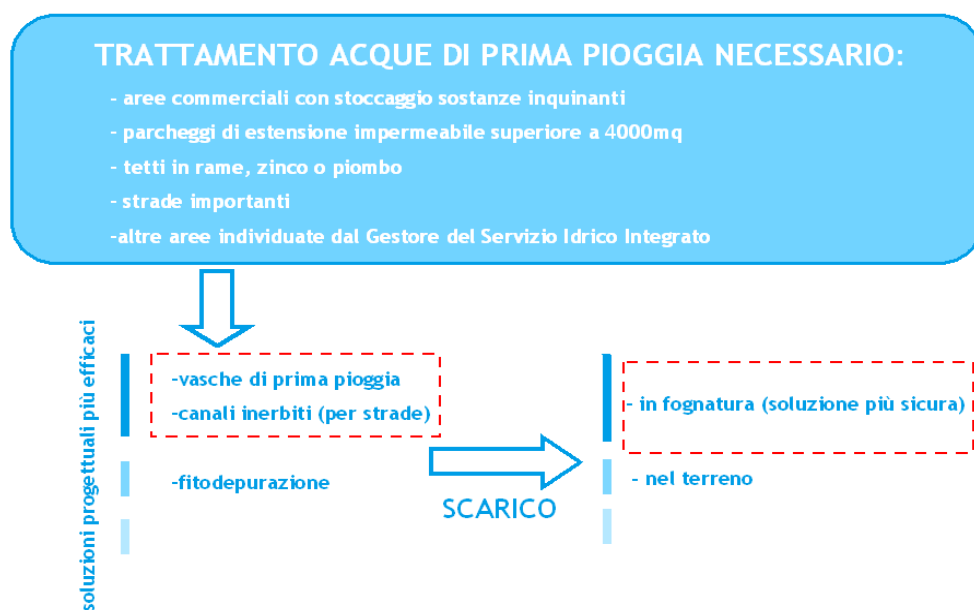 TRATTAMENTO ACQUE DI PRIMA PIOGGIA NECESSARIO:
- aree commerciali con stoccaggio sostanze inquinanti
- parcheggi di estensione impermeabile superiore a 4000mq
- tetti in rame, zinco o piombo
- strade importanti
-altre aree individuate dal Gestore del Servizio Idrico Integrato
soluzioni progettuali più efficaci
-vasche di prima pioggia
-canali inerbiti (per strade)
-fitodepurazione
SCARICO
- in fognatura (soluzione più sicura)
- nel terreno